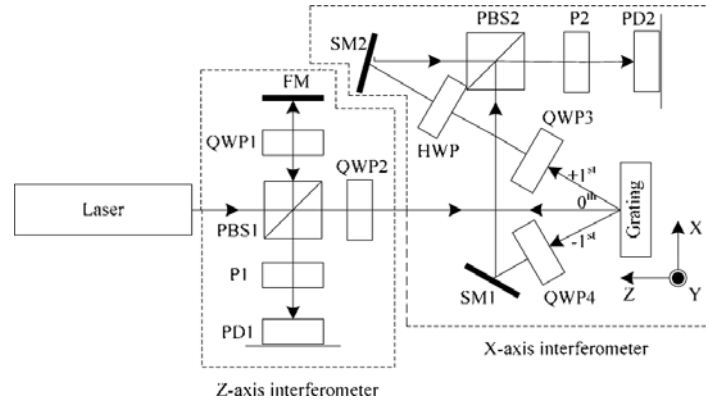 PBS2
P2
PD2
SM2
FM
QWP1
HWP
QWP3
QWP2
+1st
0th
-1st
Grating
Laser
PBS1
P1
SM1
QWP4
X
Z
Y
PD1
X-axis interferometer
Z-axis interferometer